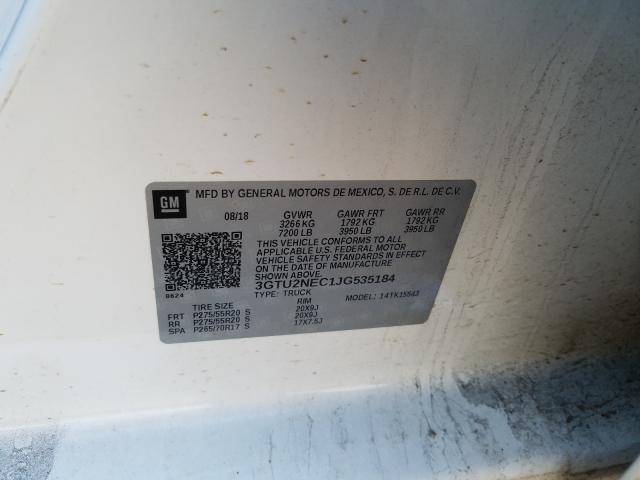 GM MFD BY GENERAL MOTORS DE MEXICO, S. DE R.L. DE C.V.
08/18 GVWR GAWR FRT GAWR RR
3266 KG 1792 KG 1792 KG
7200 LB 3950 LB 3950 LB
THIS VEHICLE CONFORMS TO ALL
APPLICABLE U.S. FEDERAL MOTOR
VEHICLE SAFETY STANDARDS IN EFFECT
ON THE DATE OF MANUFACTURE
SHOWN ABOVE.
3GTU2NEC1JG535184
8624 TYPE: TRUCK MODEL: 14TK15543
TIRE SIZE RIM
FRT P275/55R20 S 20X9J
RR P275/55R20 S 20X9J
SPA P265/70R17 S 17X7.5J